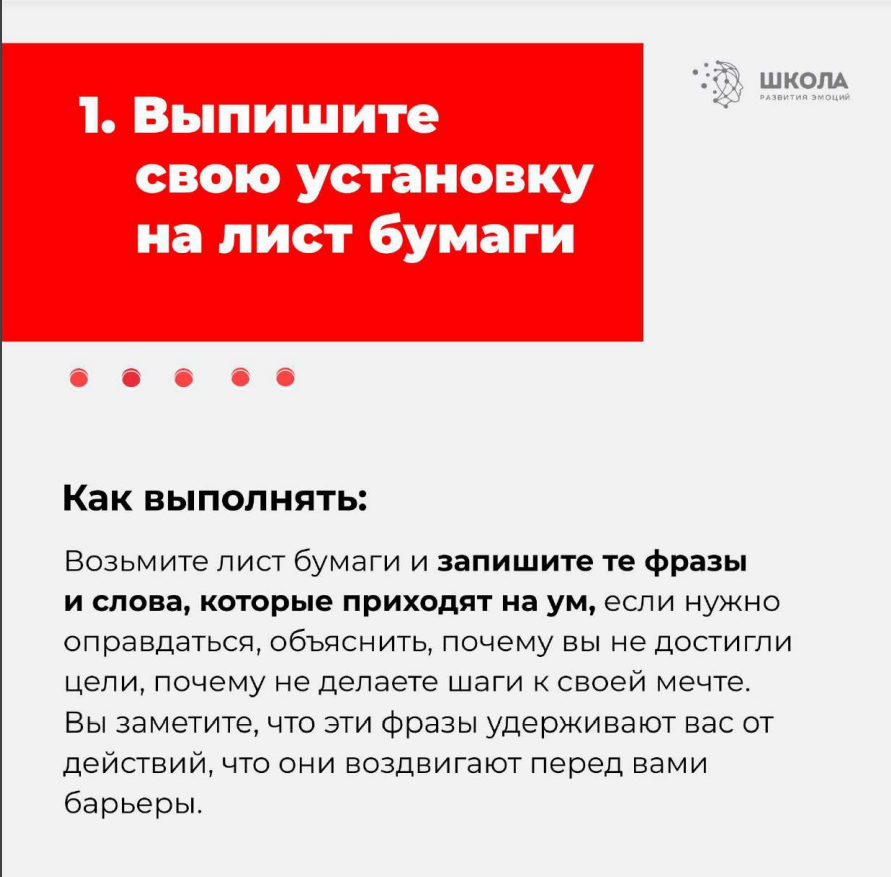 1. Выпишите
свою установку
на лист бумаги
ШКОЛА
РАЗВИТИЯ ЭМОЦИЙ
Как выполнять:
Возьмите лист бумаги и запишите те фразы
и слова, которые приходят на ум, если нужно
оправдаться, объяснить, почему вы не достигли
цели, почему не делаете шаги к своей мечте.
Вы заметите, что эти фразы удерживают вас от
действий, что они воздвигают перед вами
барьеры.